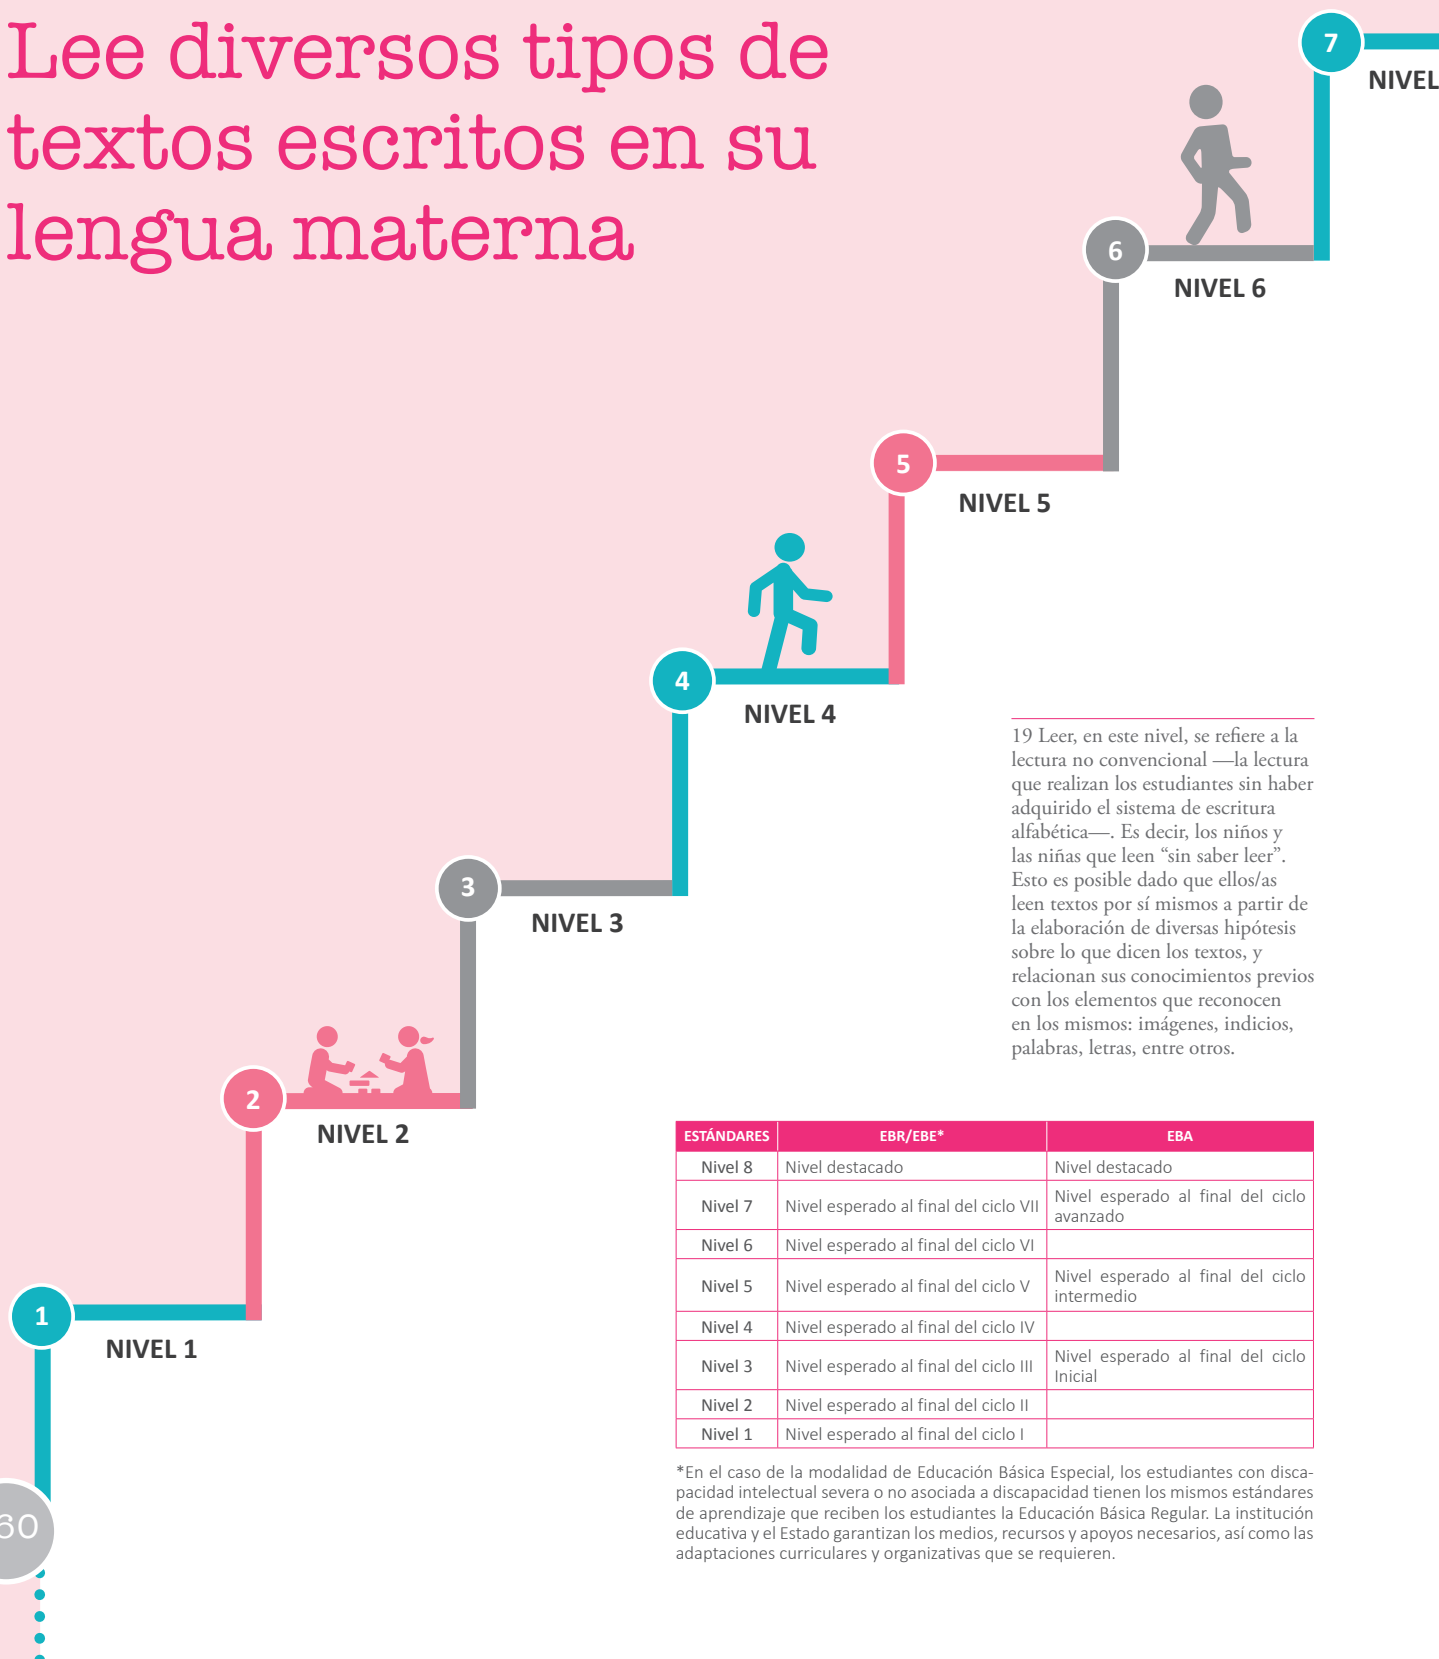 Lee diversos tipos de
textos escritos en su
lengua materna
7
NIVEL
6
NIVEL 6
5
NIVEL 5
4
NIVEL 4
3
NIVEL 3
2
NIVEL 2
1
NIVEL 1
19 Leer, en este nivel, se refiere a la
lectura no convencional —la lectura
que realizan los estudiantes sin haber
adquirido el sistema de escritura
alfabética—. Es decir, los niños y
las niñas que leen “sin saber leer”.
Esto es posible dado que ellos/as
leen textos por sí mismos a partir de
la elaboración de diversas hipótesis
sobre lo que dicen los textos, y
relacionan sus conocimientos previos
con los elementos que reconocen
en los mismos: imágenes, indicios,
palabras, letras, entre otros.
ESTÁNDARES EBR/EBE* EBA
Nivel 8 Nivel destacado Nivel destacado
Nivel 7 Nivel esperado al final del ciclo VII Nivel esperado al final del ciclo
avanzado
Nivel 6 Nivel esperado al final del ciclo VI
Nivel 5 Nivel esperado al final del ciclo V Nivel esperado al final del ciclo
intermedio
Nivel 4 Nivel esperado al final del ciclo IV
Nivel 3 Nivel esperado al final del ciclo III Nivel esperado al final del ciclo
Inicial
Nivel 2 Nivel esperado al final del ciclo II
Nivel 1 Nivel esperado al final del ciclo I
*En el caso de la modalidad de Educación Básica Especial, los estudiantes con disca-
pacidad intelectual severa o no asociada a discapacidad tienen los mismos estándares
de aprendizaje que reciben los estudiantes la Educación Básica Regular. La institución
educativa y el Estado garantizan los medios, recursos y apoyos necesarios, así como las
adaptaciones curriculares y organizativas que se requieren.
60